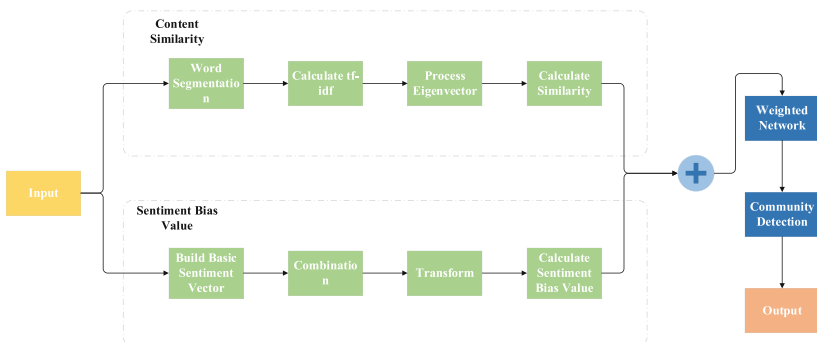 Content
Similarity
Word
Segmentatio
n
Calculate tf-
idf
Process
Eigenvector
Calculate
Similarity
Weighted
Network
Input
Sentiment Bias
Value
Community
Detection
Build Basic
Sentiment
Vector
Combinatio
n
Transform
Calculate
Sentiment
Bias Value
Output